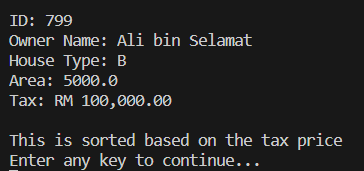 ID: 799
Owner Name: Ali bin Selamat
House Type: B
Area: 5000.0
Tax: RM 100,000.00

This is sorted based on the tax price
Enter any key to continue...